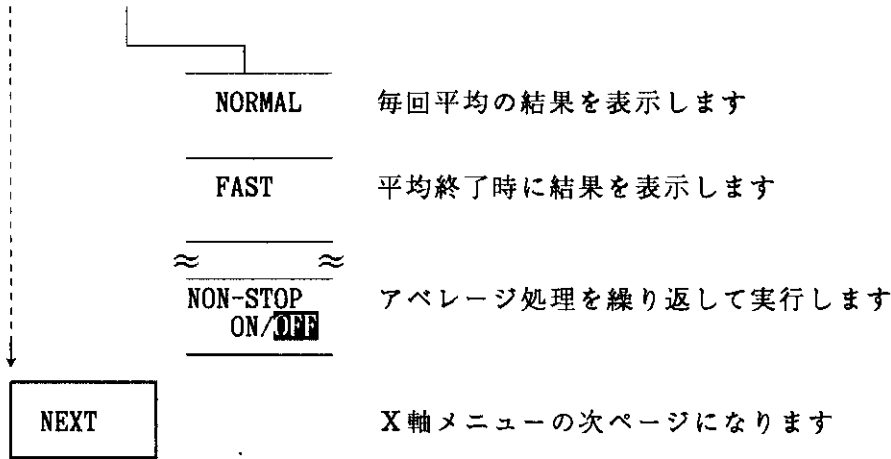 NORMAL 毎回平均の結果を表示します
FAST 平均終了時に結果を表示します
≈ ≈
NON-STOP アベレージ処理を繰り返して実行します
ON/OFF
NEXT X軸メニューの次ページになります